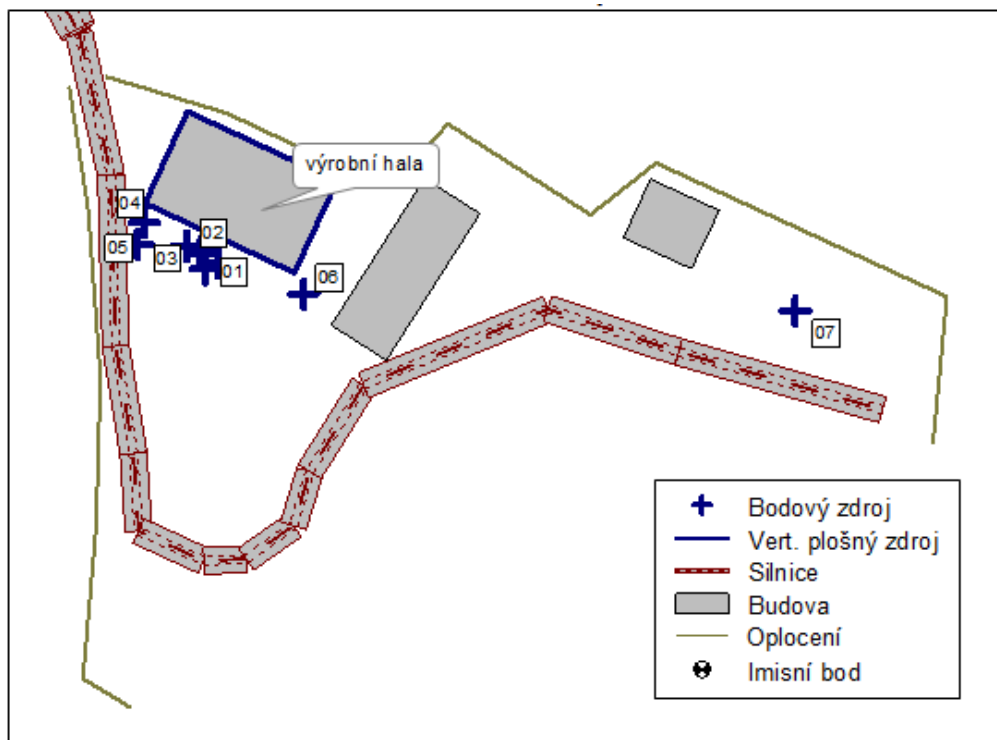 výrobní hala
04
02
05
03
01
06
07
Bodový zdroj
Vert. plošný zdroj
Silnice
Budova
Oplocení
Imisní bod